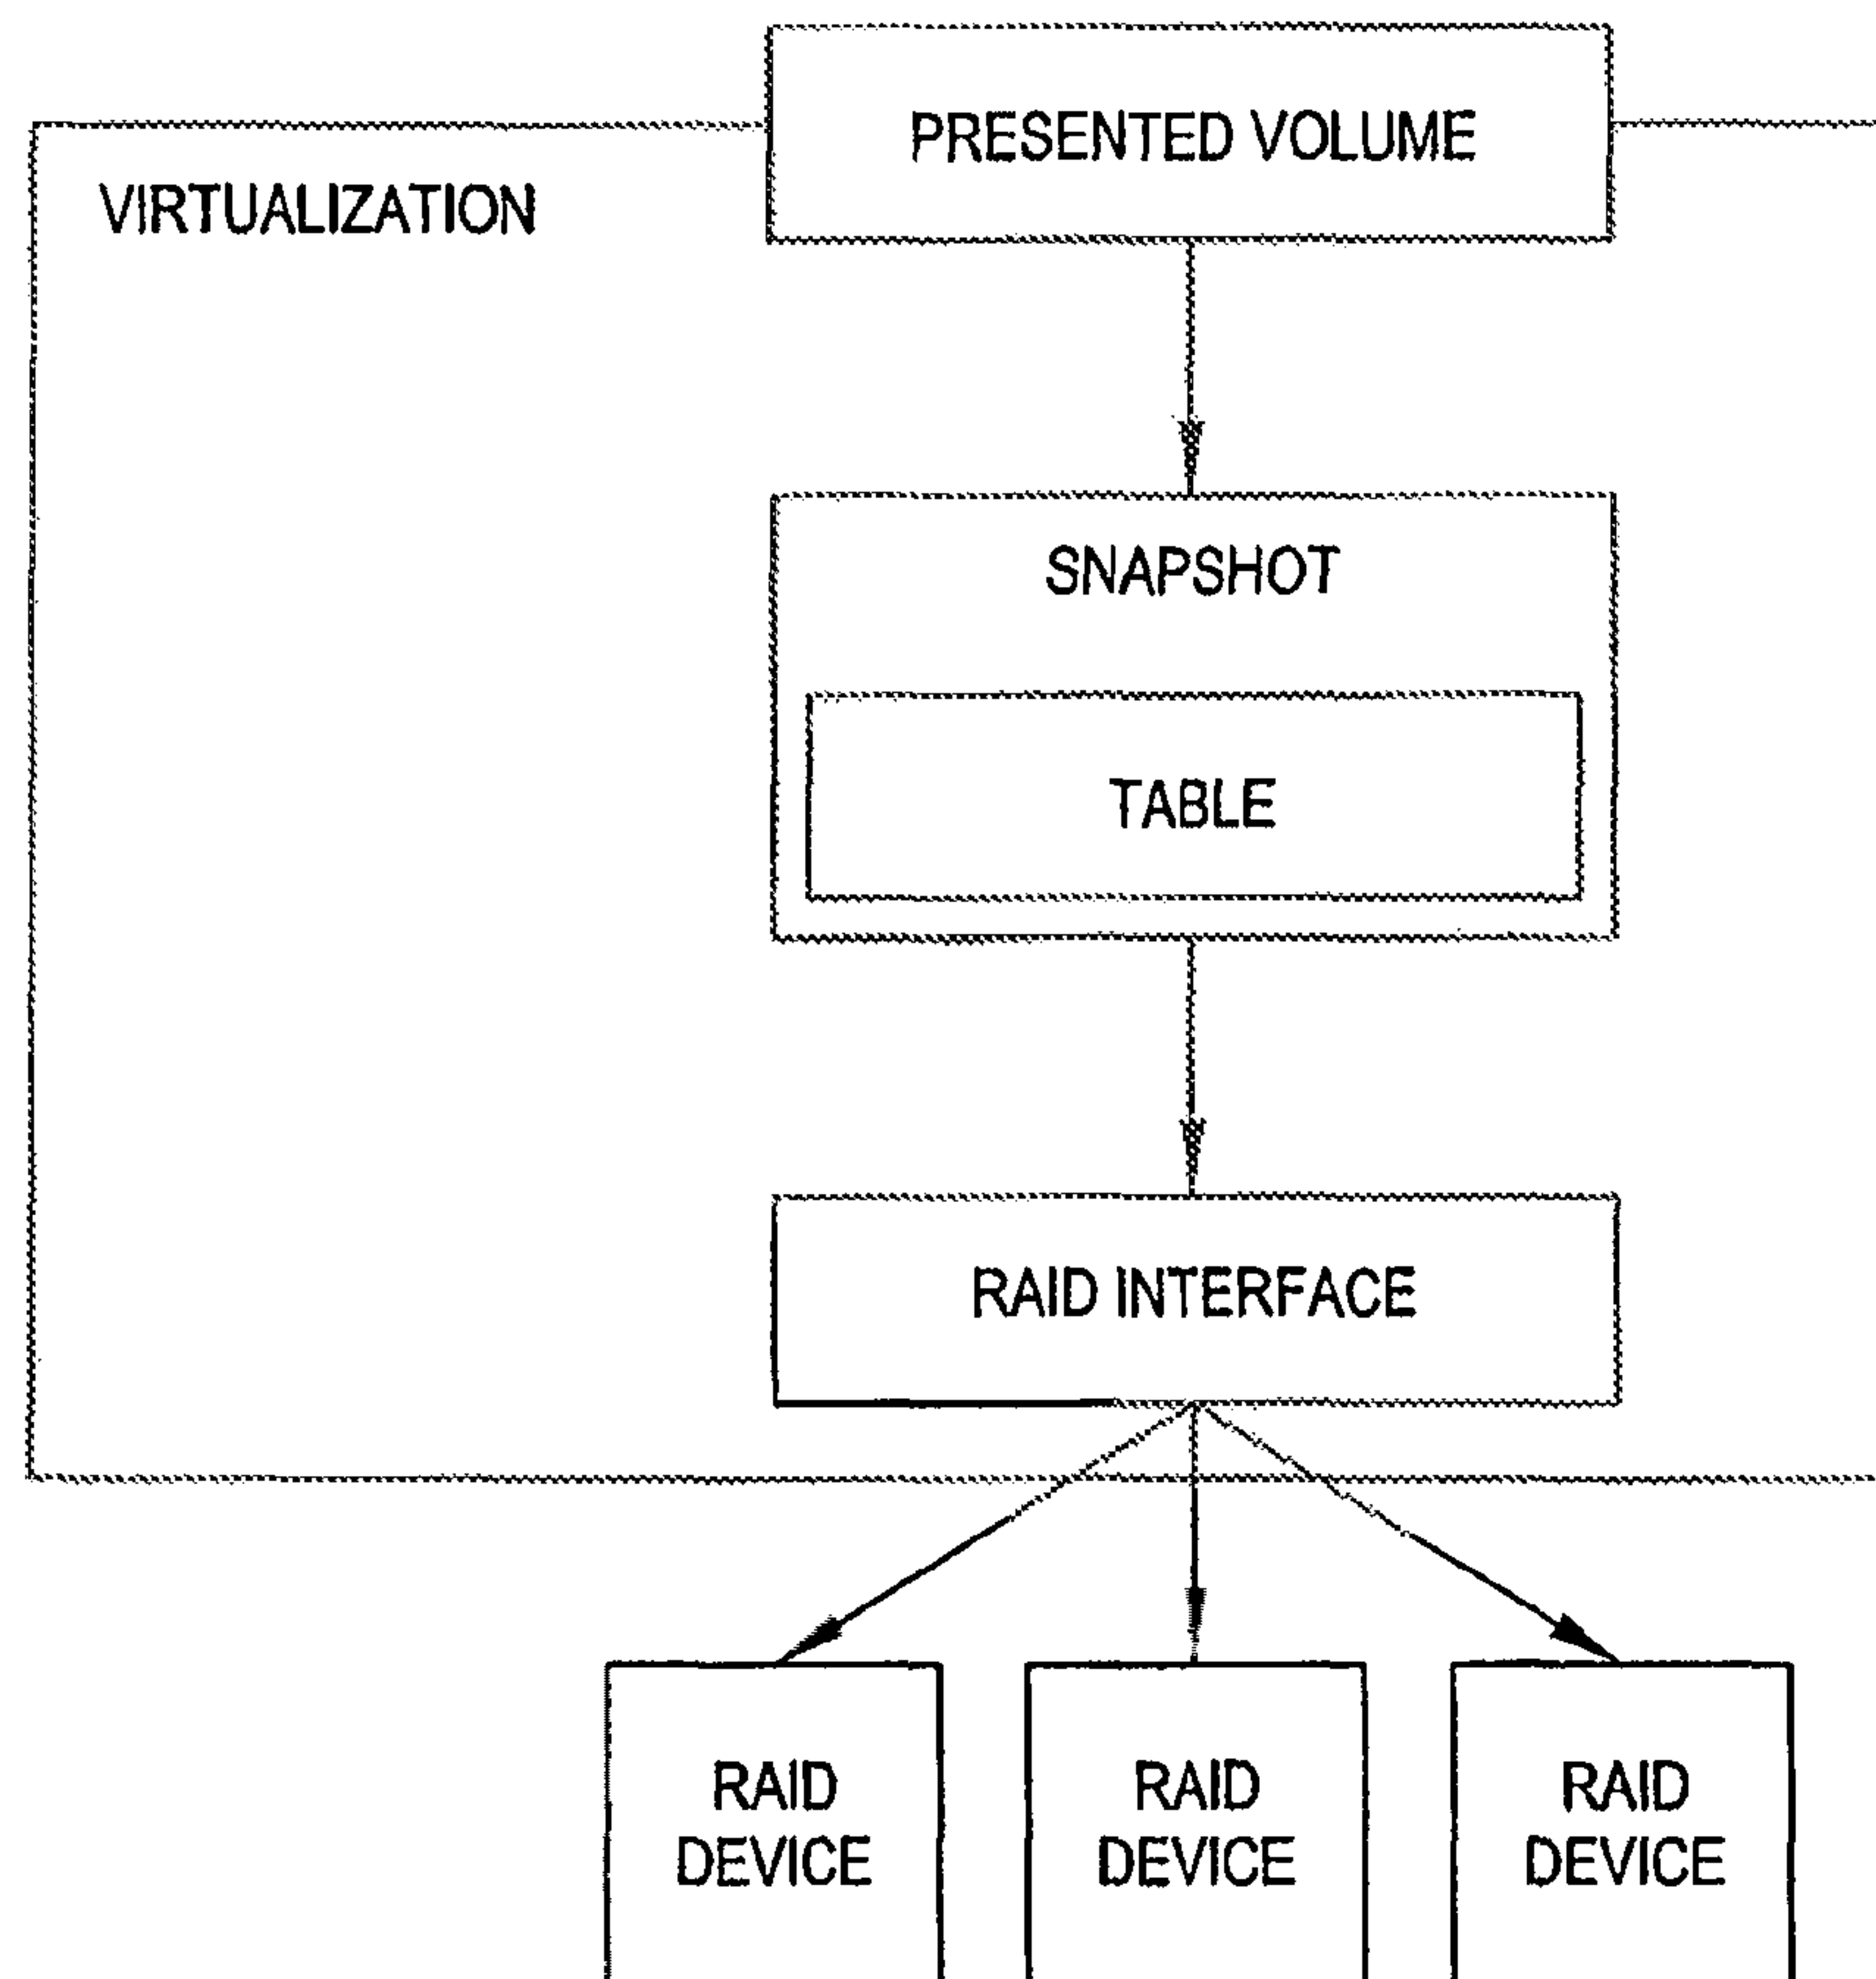 PRESENTED VOLUME
VIRTUALIZATION
SNAPSHOT
TABLE
RAID INTERFACE
RAID
DEVICE
RAID
DEVICE
RAID
DEVICE